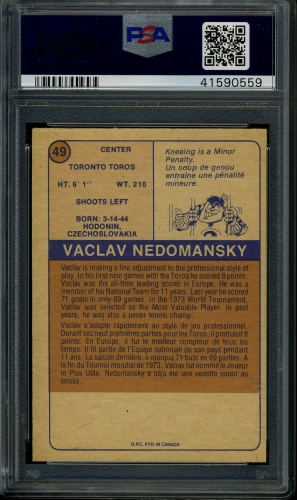 PSA
41590559
49
CENTER
TORONTO TOROS
HT. 6' 1" WT. 210
SHOOTS LEFT
BORN: 3-14-44
HODONIN,
CZECHOSLOVAKIA
Kneeing is a Minor
Penalty.
Un coup de genou
entraîne une pénalité
mineure.
VACLAV NEDOMANSKY
Vaclav is making a fine adjustment to the professional style of
play. In his first nine games with the Toros,he scored 8 points.
Vaclav was the all-time leading scorer in Europe. He was a
member of his National Team for 11 years. Last year he scored
71 goals in only 69 games. In the 1973 World Tournament,
Vaclav was selected as the Most Valuable Player. In past
years, he was also a junior tennis champ.
Vaclav s'adapte rapidement au style de jeu professionnel.
Durant ses neuf premières parties pour les Toros, il produisit 8
points. En Europe, il fut le meilleur compteur de tous les
temps. Il fit partie de l'Equipe nationale de son pays pendant
11 ans. La saison dernière, il marqua 71 buts en 69 parties. A
la fin du Tournoi mondial de 1973, Vaclav fut nommé le Joueur
le Plus Utile. Nedomansky a déjà été une vedette junior au
tennis.
O.P.C. PTD. IN CANADA